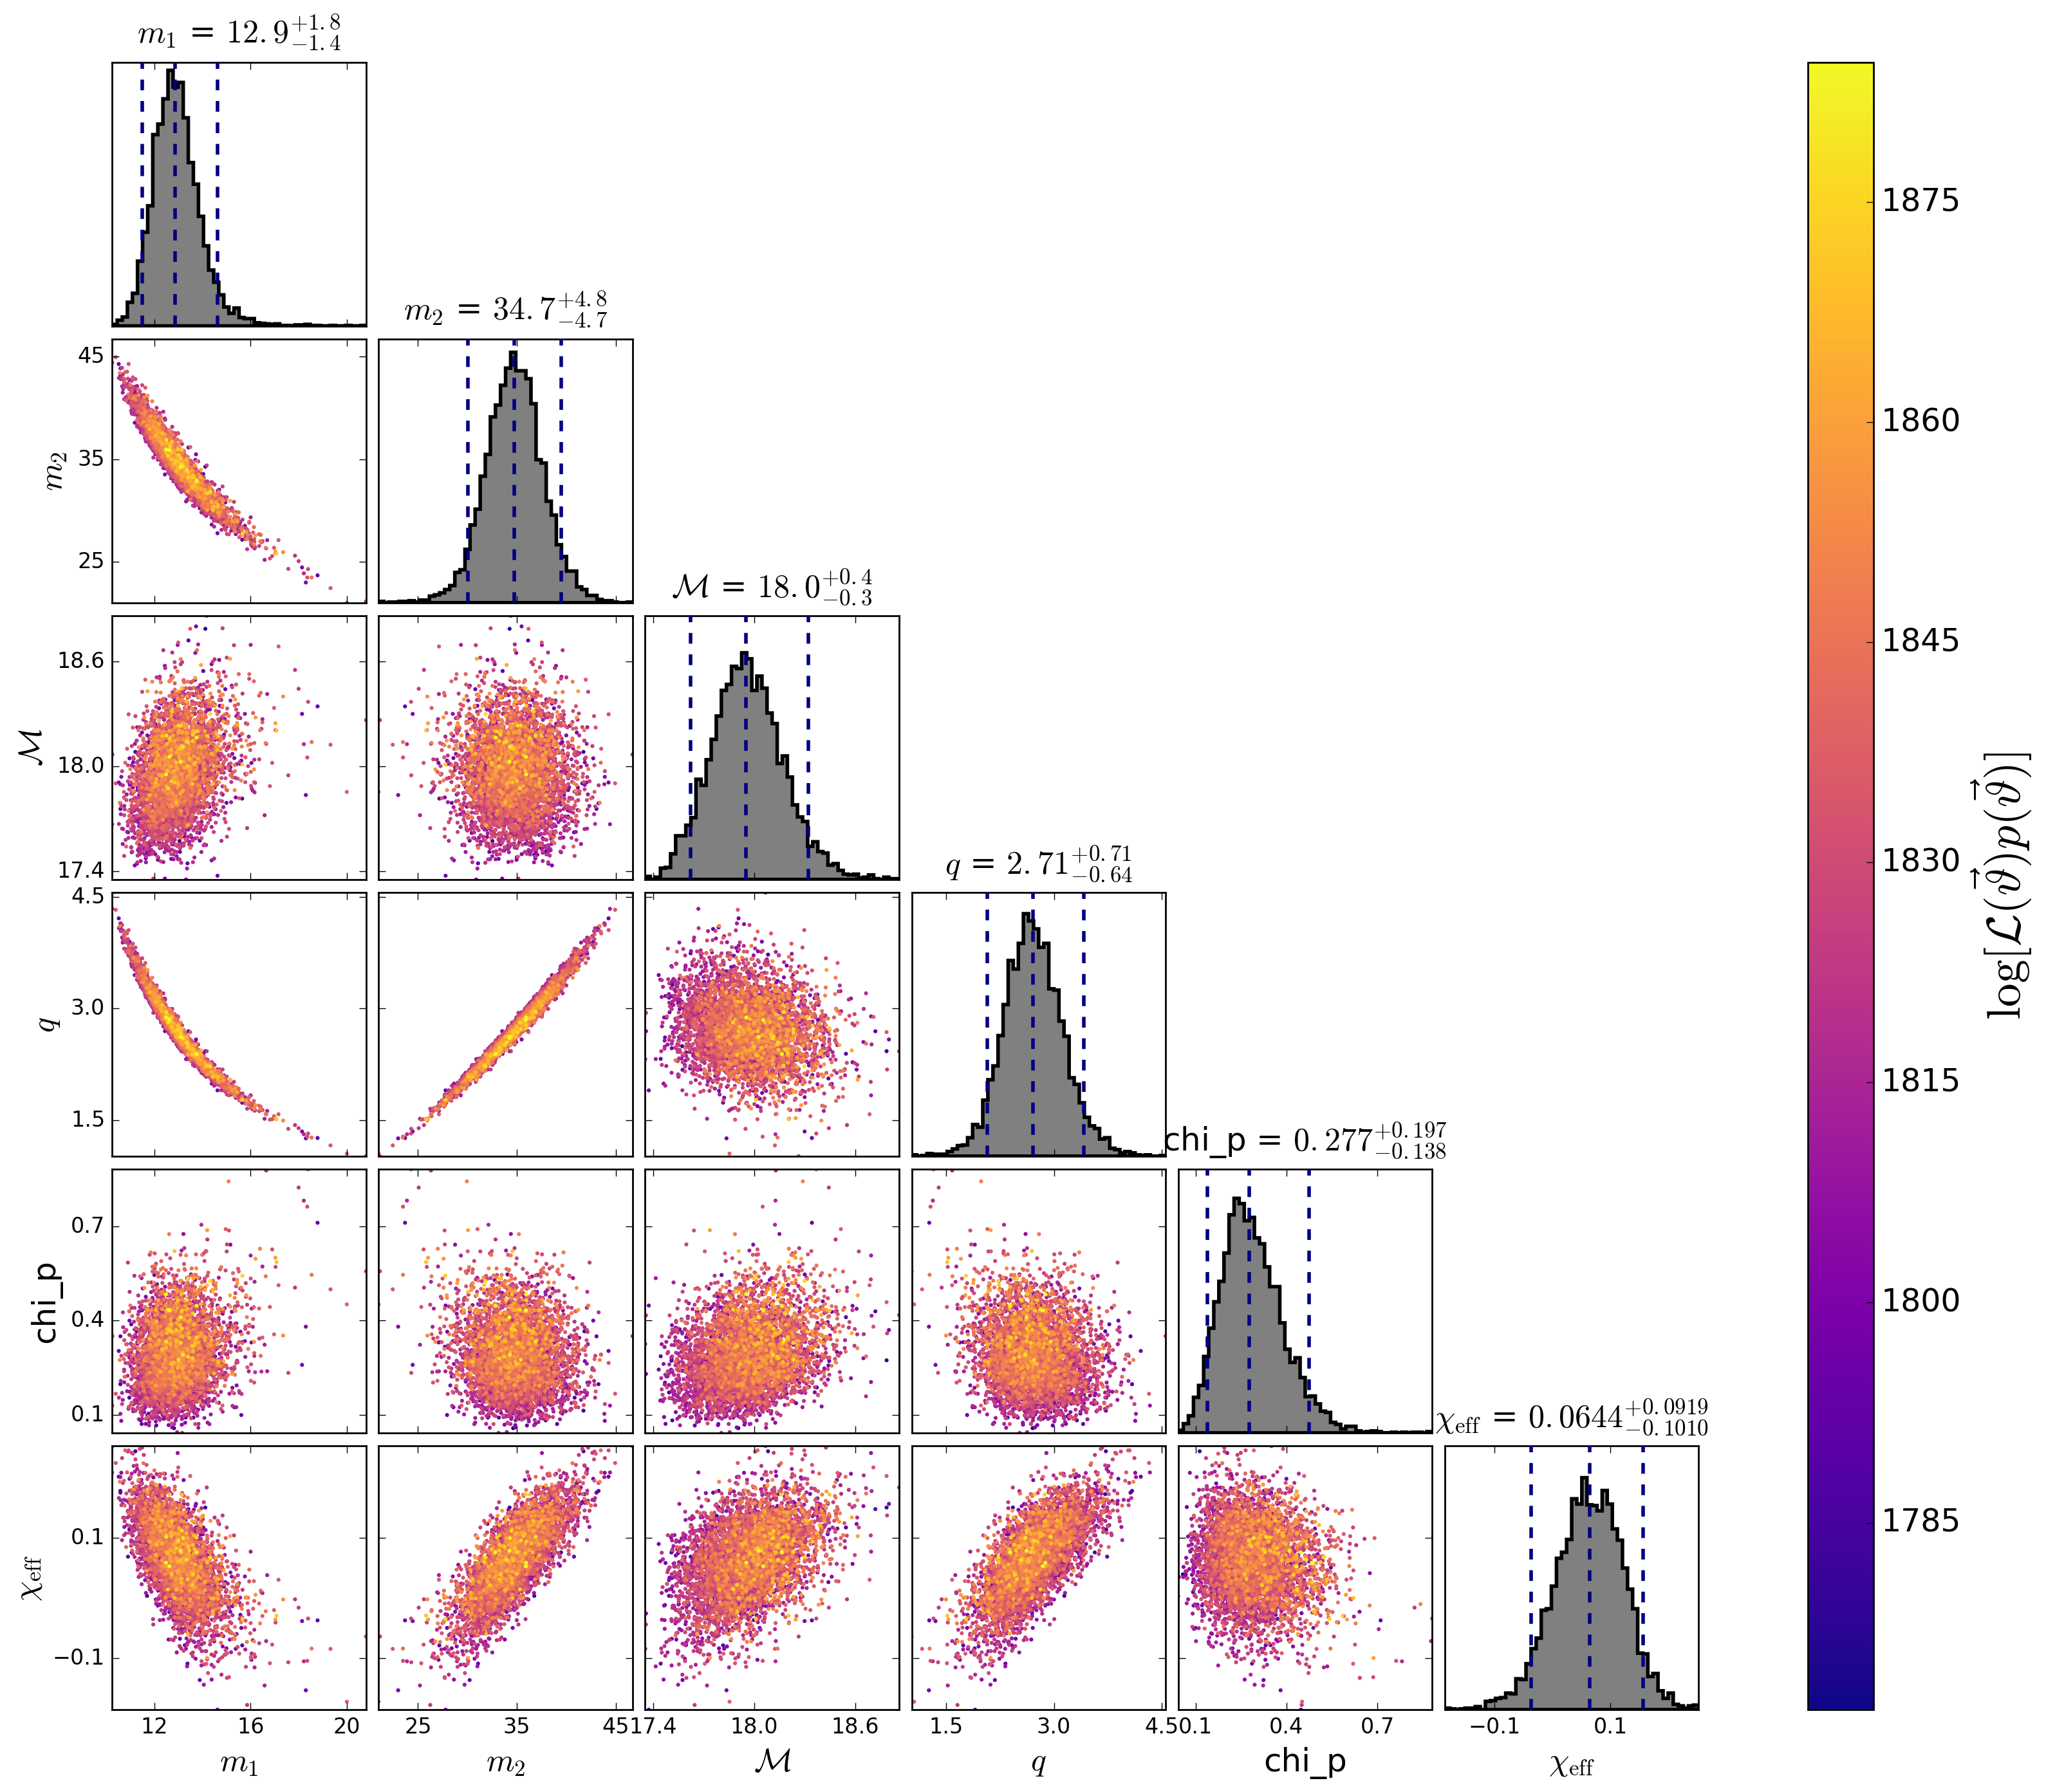 m₁ = 12.9 +1.8 −1.4
m₂ = 34.7 +4.8 −4.7
ℳ = 18.0 +0.4 −0.3
q = 2.71 +0.71 −0.64
chi_p = 0.277 +0.197 −0.138
χeff = 0.0644 +0.0919 −0.1010
m₂
45
35
25
ℳ
18.6
18.0
17.4
q
4.5
3.0
1.5
chi_p
0.7
0.4
0.1
χeff
0.1
−0.1
12 16 20
25 35 45
17.4 18.0 18.6
1.5 3.0 4.5
0.1 0.4 0.7
−0.1 0.1
m₁ m₂ ℳ q chi_p χeff
1875
1860
1845
1830
1815
1800
1785
log[ℒ(ϑ⃗)p(ϑ⃗)]